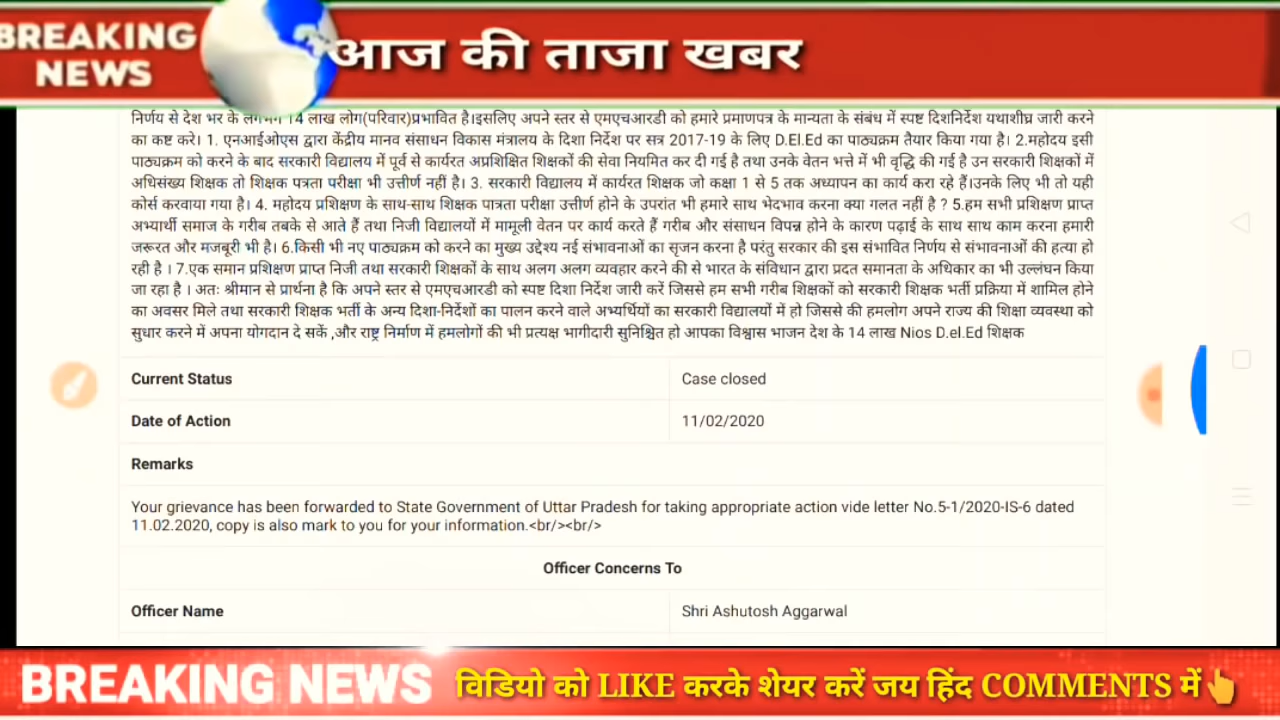 BREAKING
NEWS
आज की ताजा खबर
निर्णय से देश भर के लगभग 14 लाख लोग(परिवार)प्रभावित है।इसलिए अपने स्तर से एमएचआरडी को हमारे प्रमाणपत्र के मान्यता के संबंध में स्पष्ट दिशनिर्देश यथाशीघ्र जारी करने
का कष्ट करे। 1. एनआईओएस द्वारा केंद्रीय मानव संसाधन विकास मंत्रालय के दिशा निर्देश पर सत्र 2017-19 के लिए D.El.Ed का पाठ्यक्रम तैयार किया गया है। 2.महोदय इसी
पाठ्यक्रम को करने के बाद सरकारी विद्यालय में पूर्व से कार्यरत अप्रशिक्षित शिक्षकों की सेवा नियमित कर दी गई है तथा उनके वेतन भत्ते में भी वृद्धि की गई है उन सरकारी शिक्षकों में
अधिसंख्य शिक्षक तो शिक्षक पत्रता परीक्षा भी उत्तीर्ण नहीं है। 3. सरकारी विद्यालय में कार्यरत शिक्षक जो कक्षा 1 से 5 तक अध्यापन का कार्य करा रहे हैं।उनके लिए भी तो यही
कोर्स करवाया गया है। 4. महोदय प्रशिक्षण के साथ-साथ शिक्षक पात्रता परीक्षा उत्तीर्ण होने के उपरांत भी हमारे साथ भेदभाव करना क्या गलत नहीं है ? 5.हम सभी प्रशिक्षण प्राप्त
अभ्यार्थी समाज के गरीब तबके से आते हैं तथा निजी विद्यालयों में मामूली वेतन पर कार्य करते हैं गरीब और संसाधन विपन्न होने के कारण पढ़ाई के साथ साथ काम करना हमारी
जरूरत और मजबूरी भी है। 6.किसी भी नए पाठ्यक्रम को करने का मुख्य उद्देश्य नई संभावनाओं का सृजन करना है परंतु सरकार की इस संभावित निर्णय से संभावनाओं की हत्या हो
रही है । 7.एक समान प्रशिक्षण प्राप्त निजी तथा सरकारी शिक्षकों के साथ अलग अलग व्यवहार करने की से भारत के संविधान द्वारा प्रदत समानता के अधिकार का भी उल्लंघन किया
जा रहा है । अतः श्रीमान से प्रार्थना है कि अपने स्तर से एमएचआरडी को स्पष्ट दिशा निर्देश जारी करें जिससे हम सभी गरीब शिक्षकों को सरकारी शिक्षक भर्ती प्रक्रिया में शामिल होने
का अवसर मिले तथा सरकारी शिक्षक भर्ती के अन्य दिशा-निर्देशों का पालन करने वाले अभ्यर्थियों का सरकारी विद्यालयों में हो जिससे की हमलोग अपने राज्य की शिक्षा व्यवस्था को
सुधार करने में अपना योगदान दे सकें ,और राष्ट्र निर्माण में हमलोगों की भी प्रत्यक्ष भागीदारी सुनिश्चित हो आपका विश्वास भाजन देश के 14 लाख Nios D.el.Ed शिक्षक
Current Status Case closed
Date of Action 11/02/2020
Remarks
Your grievance has been forwarded to State Government of Uttar Pradesh for taking appropriate action vide letter No.5-1/2020-IS-6 dated
11.02.2020, copy is also mark to you for your information.<br/><br/>
Officer Concerns To
Officer Name Shri Ashutosh Aggarwal
BREAKING NEWS विडियो को LIKE करके शेयर करें जय हिंद COMMENTS में